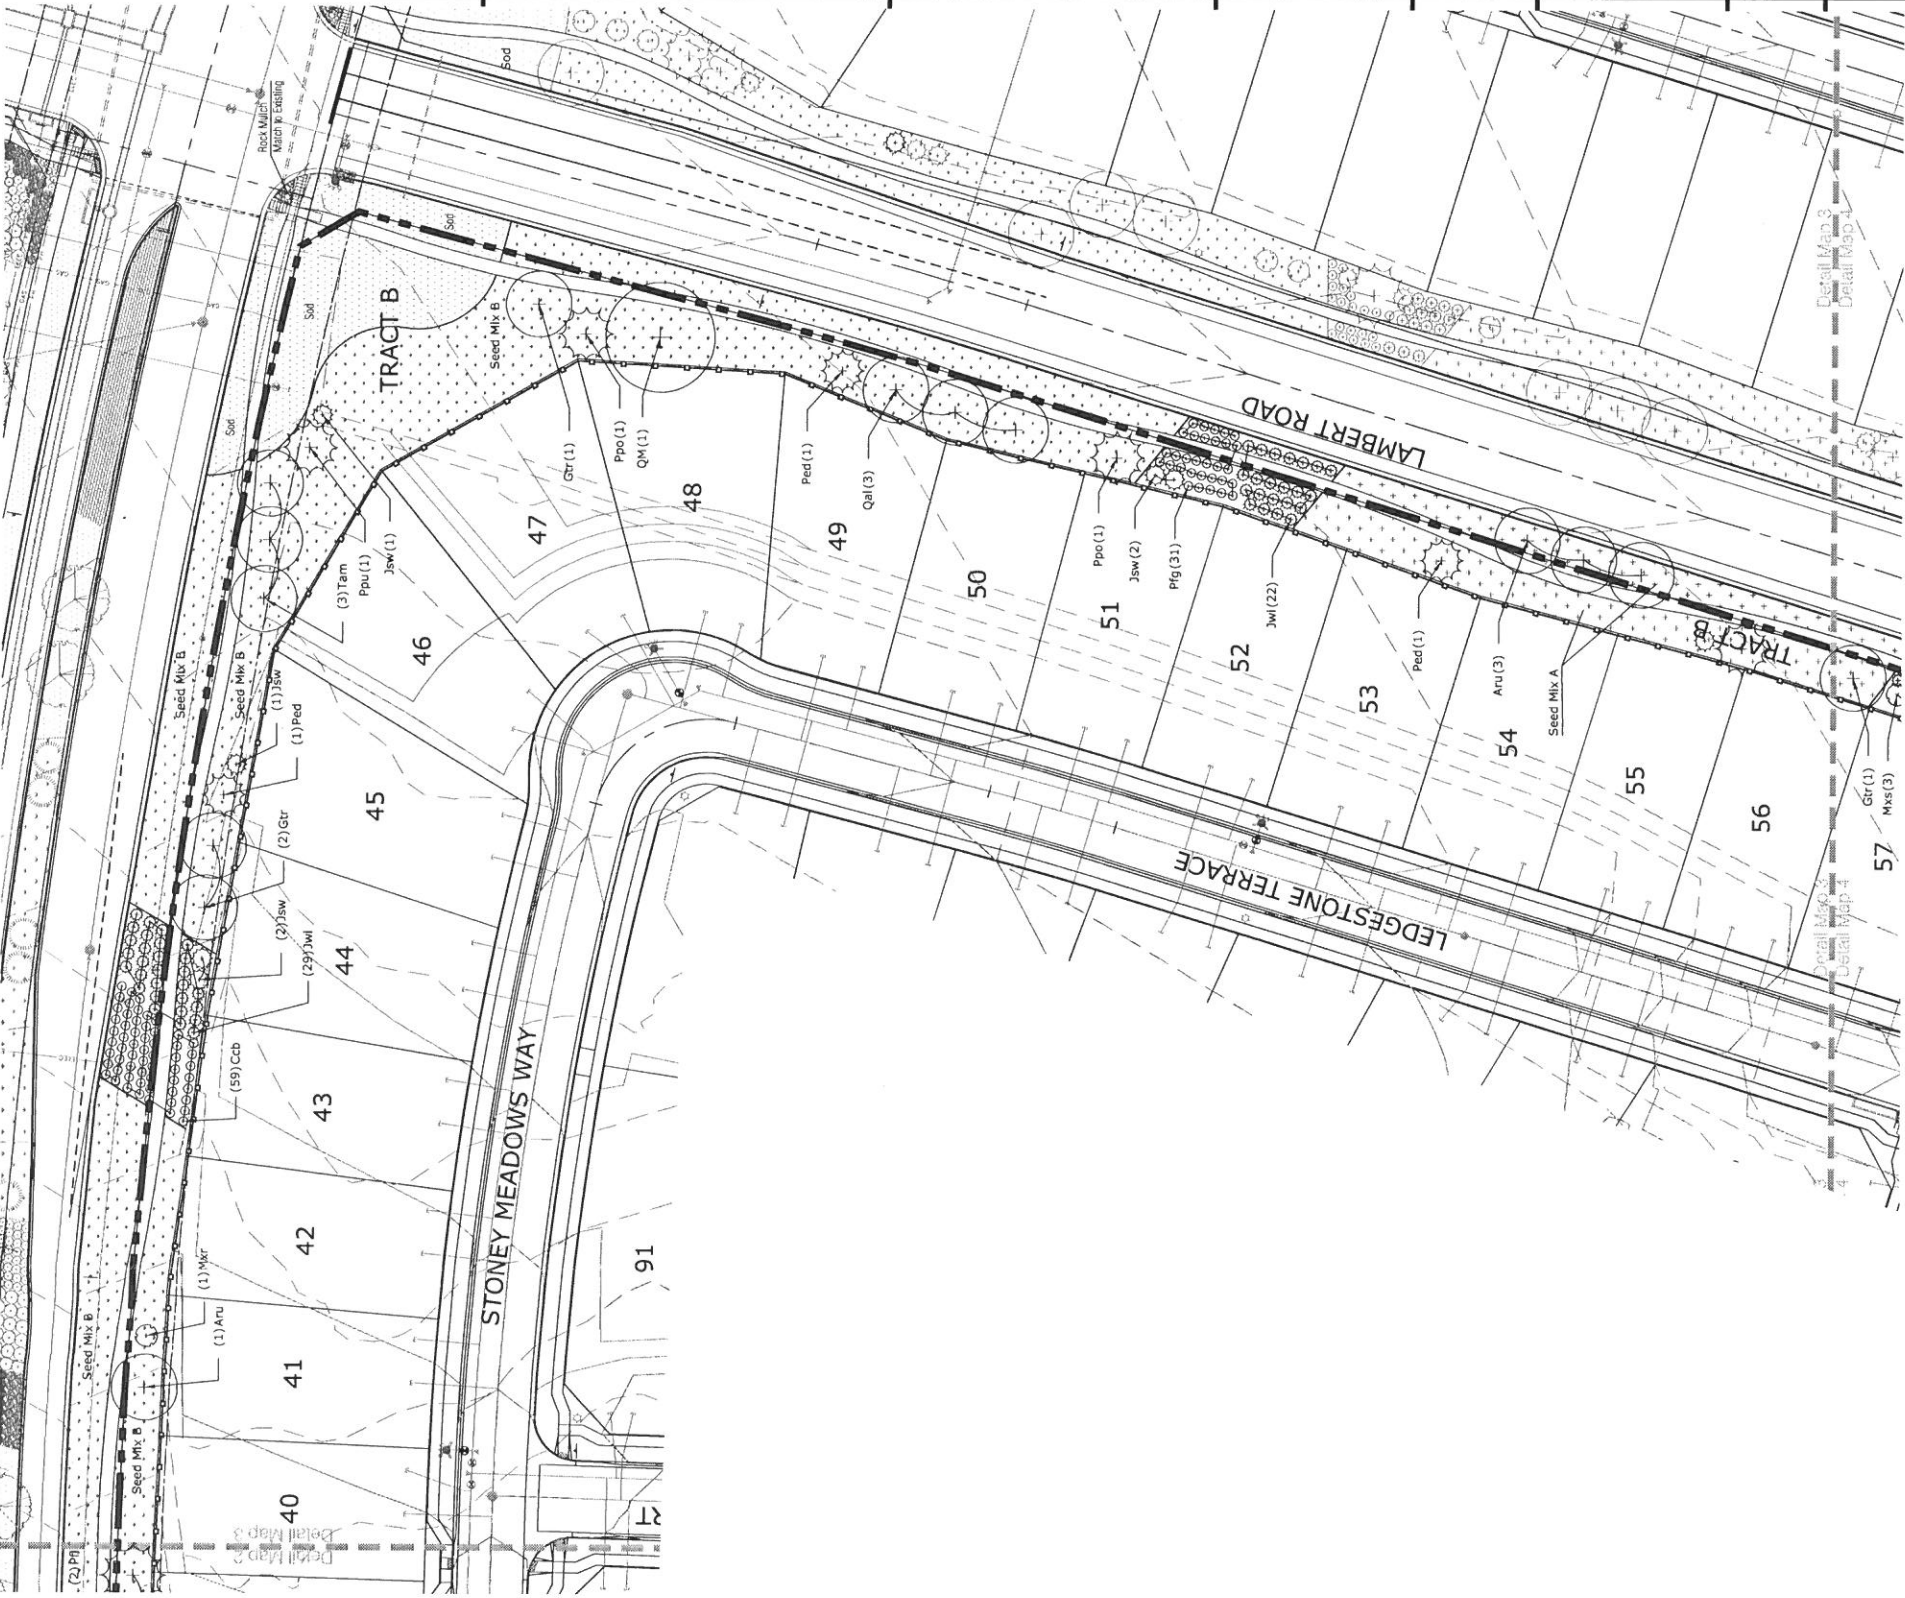 Sod
Rock Mulch
Match to Existing
Sod
Sod
Sod
TRACT B
Seed Mix B
Gtr(1)
Ppo(1)
QM(1)
Ped(1)
Qal(3)
LAMBERT ROAD
Ppo(1)
Jsw(2)
Pfg(31)
Jwl(22)
Ped(1)
Aru(3)
Seed Mix A
TRACT B
Gtr(1)
Mxs(3)
Detail Map 3
Detail Map 4
Detail Map 3
Detail Map 4
(3)Tam
Ppu(1)
Jsw(1)
Seed Mix B
Seed Mix B
(1)Jsw
(1)Ped
(2)Gtr
(2)Jsw
(29)Jwl
(59)Ccb
(1)Mxr
(1)Aru
Seed Mix B
Seed Mix B
40
41
42
43
44
45
46
47
48
49
50
51
52
53
54
55
56
57
91
STONEY MEADOWS WAY
LEDGESTONE TERRACE
RT
Detail Map 3
Detail Map 2